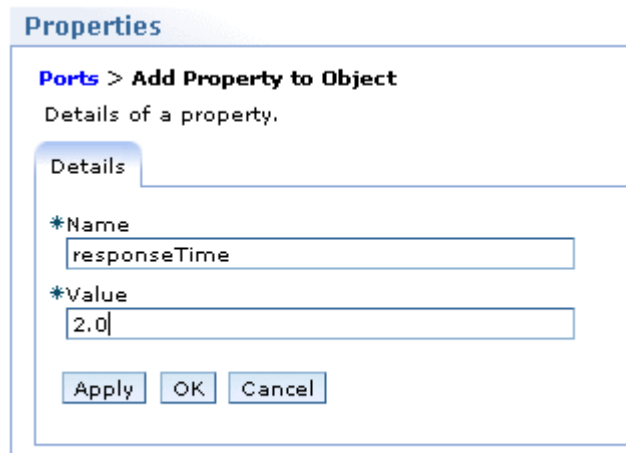 Properties
Ports > Add Property to Object
Details of a property.
Details
*Name
responseTime
*Value
2.0
Apply OK Cancel